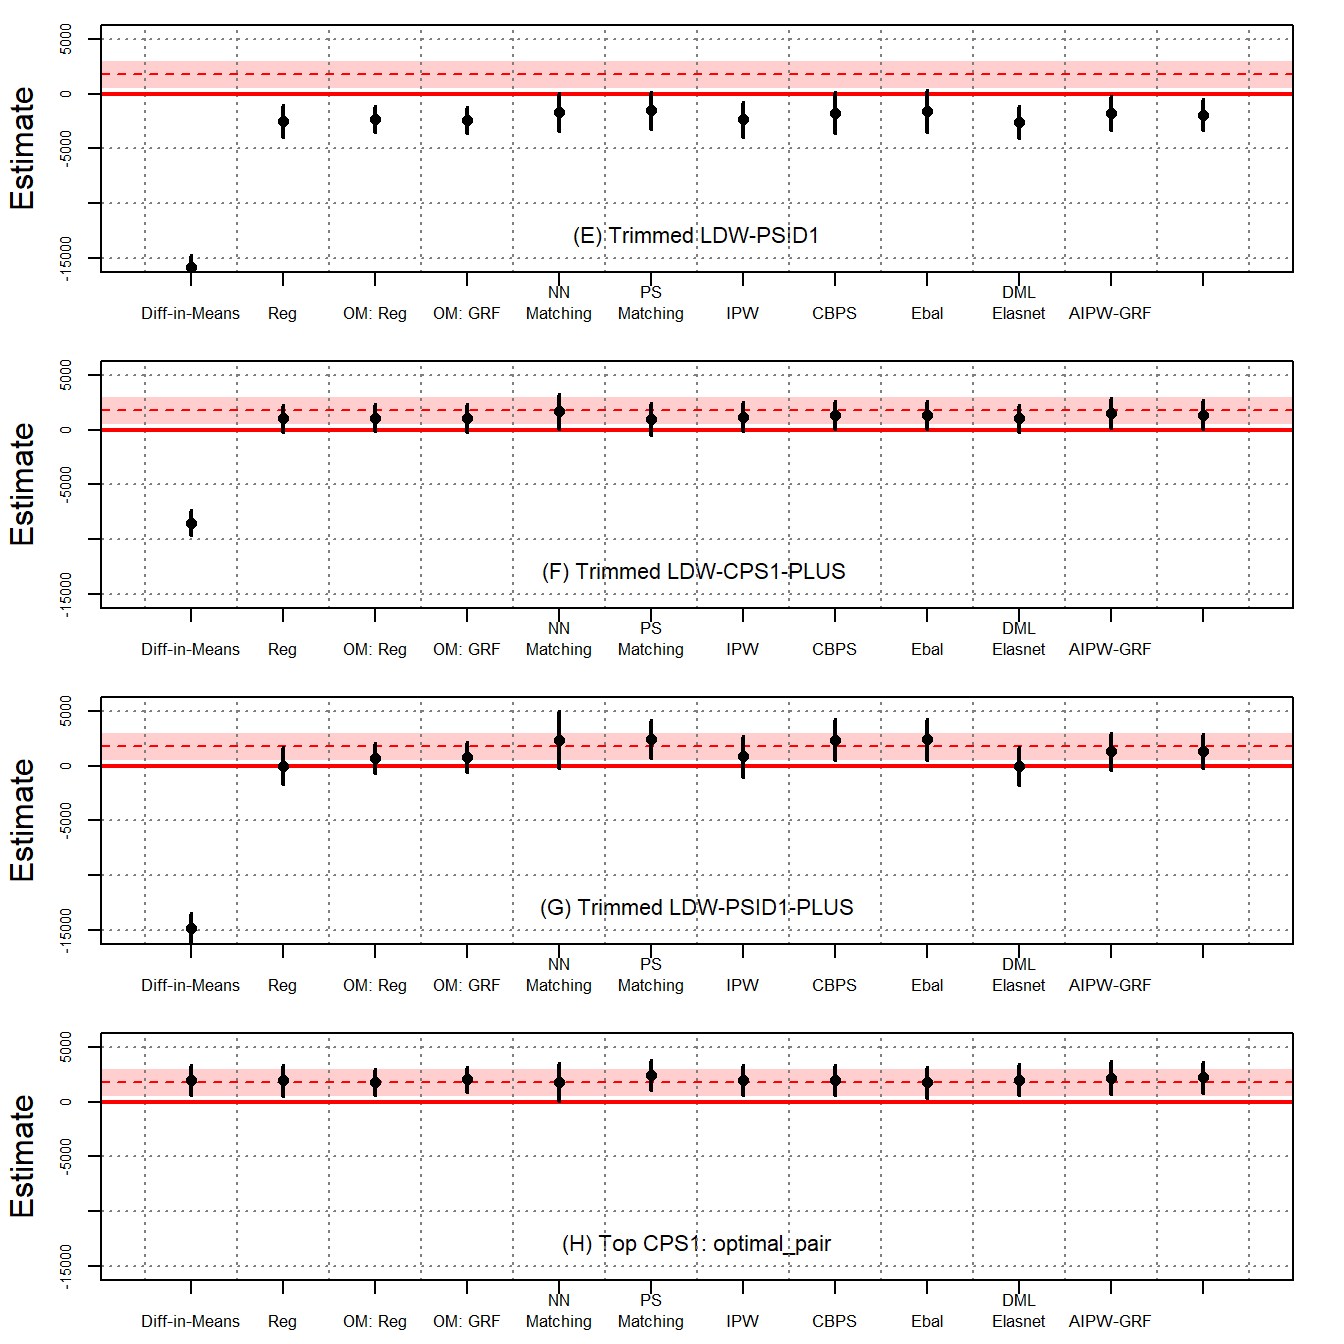 Estimate
5000
0
-5000
-15000
(E) Trimmed LDW-PSID1
NN PS DML
Diff-in-Means Reg OM: Reg OM: GRF Matching Matching IPW CBPS Ebal Elasnet AIPW-GRF
Estimate
5000
0
-5000
-15000
(F) Trimmed LDW-CPS1-PLUS
NN PS DML
Diff-in-Means Reg OM: Reg OM: GRF Matching Matching IPW CBPS Ebal Elasnet AIPW-GRF
Estimate
5000
0
-5000
-15000
(G) Trimmed LDW-PSID1-PLUS
NN PS DML
Diff-in-Means Reg OM: Reg OM: GRF Matching Matching IPW CBPS Ebal Elasnet AIPW-GRF
Estimate
5000
0
-5000
-15000
(H) Top CPS1: optimal_pair
NN PS DML
Diff-in-Means Reg OM: Reg OM: GRF Matching Matching IPW CBPS Ebal Elasnet AIPW-GRF